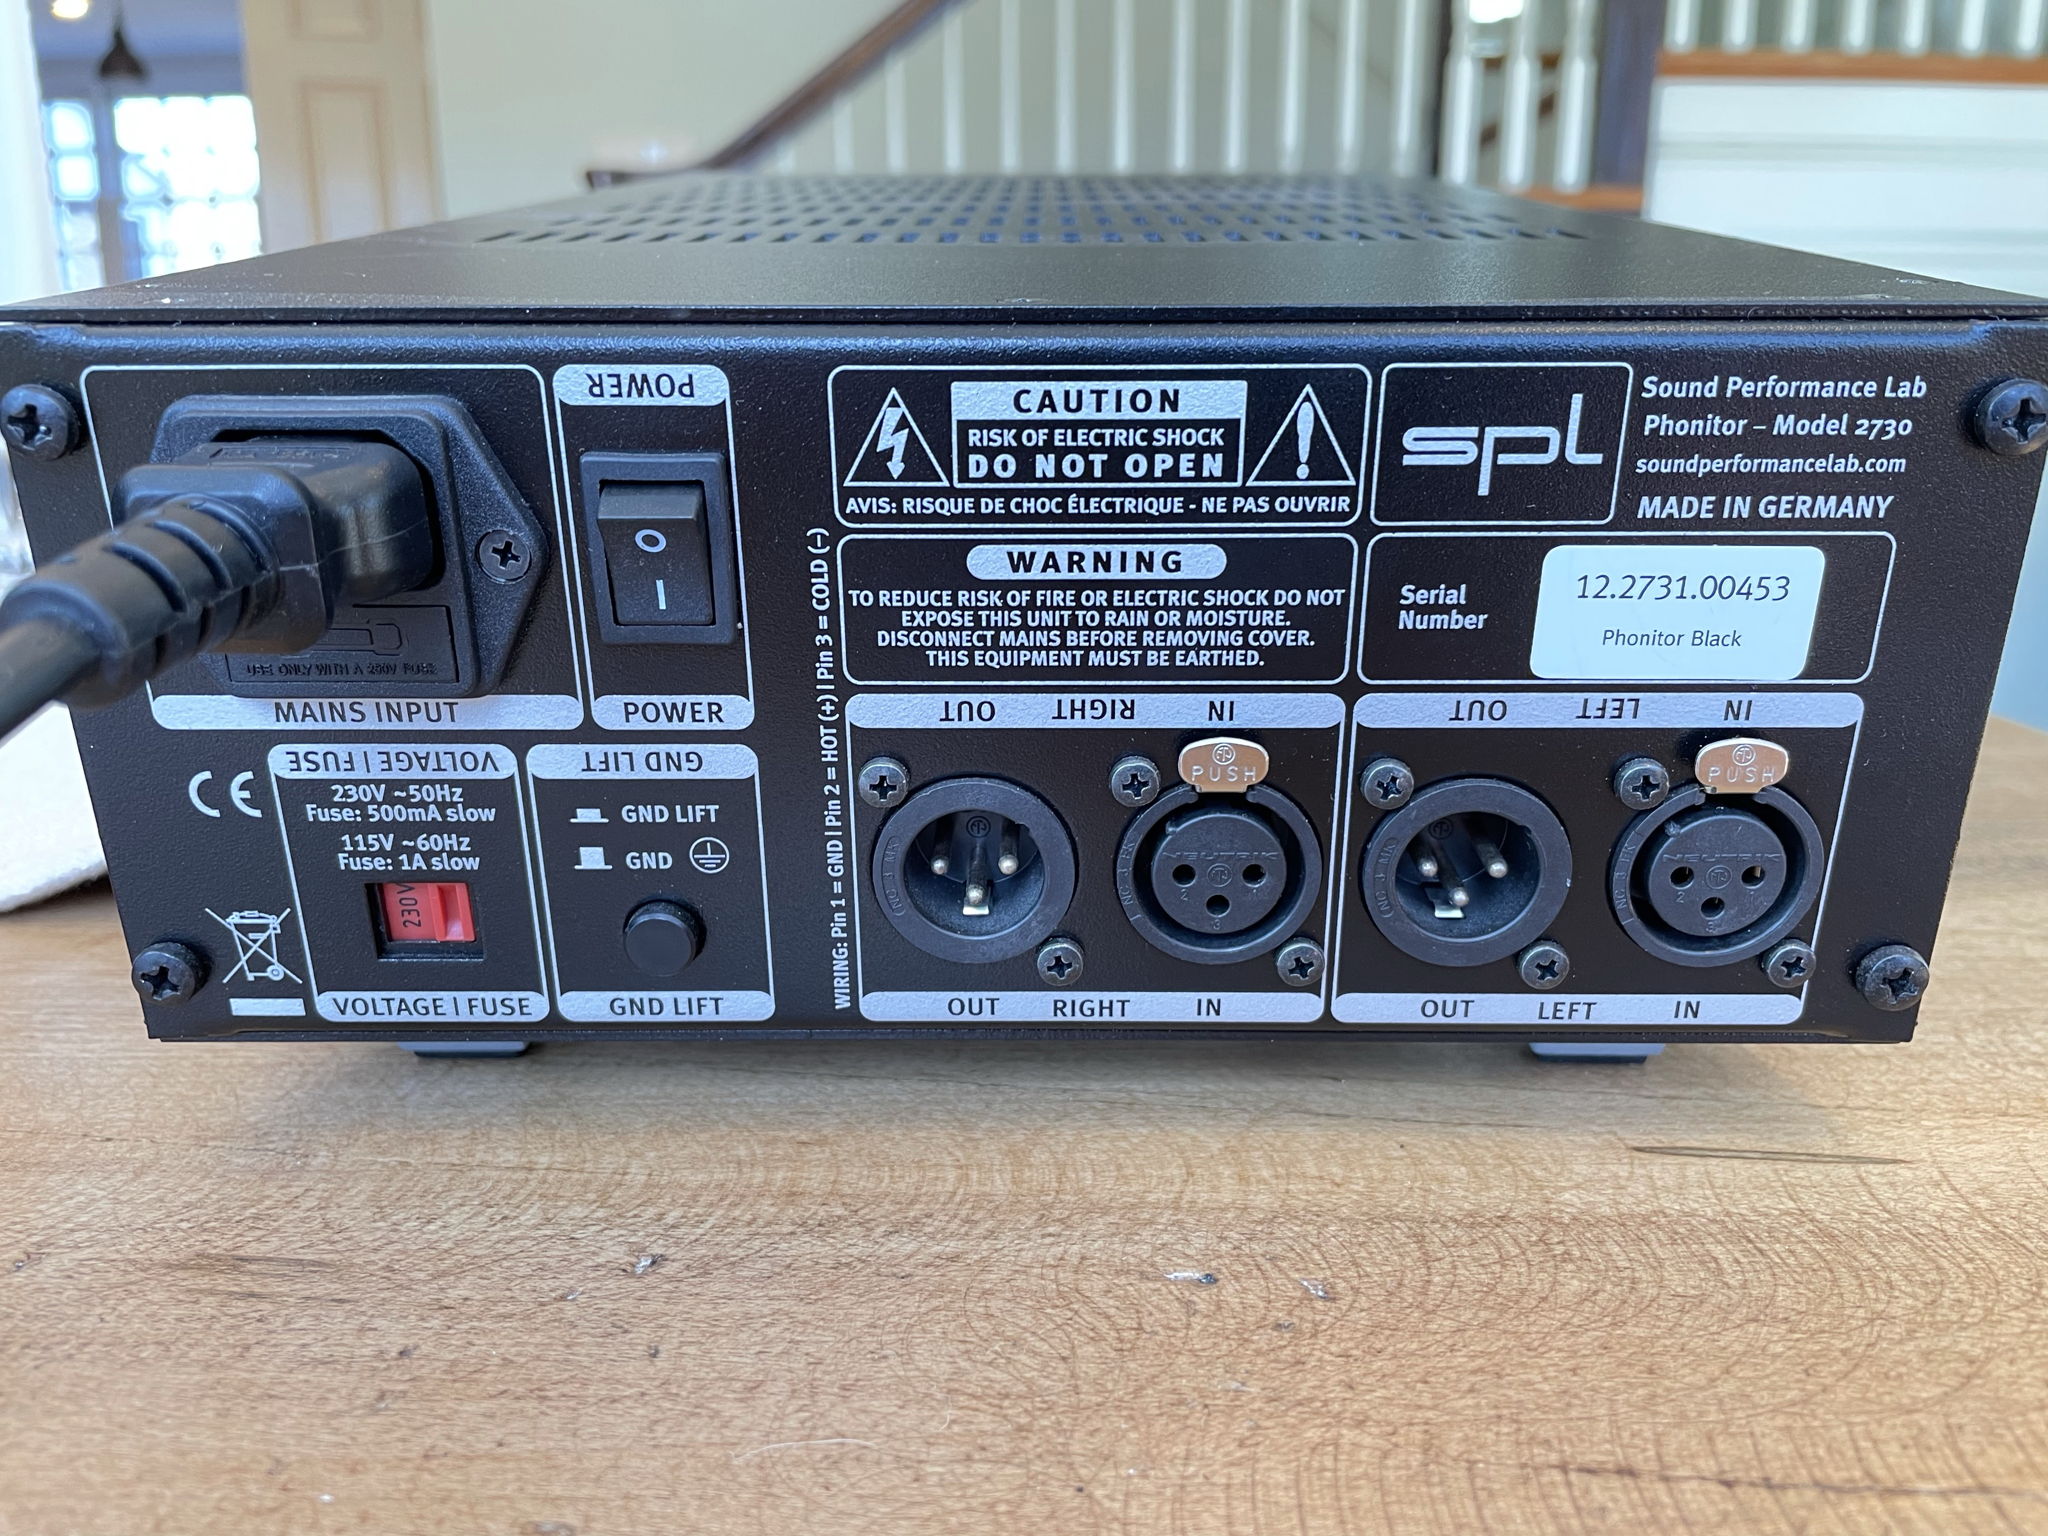 USE ONLY WITH A 250V FUSE
MAINS INPUT
POWER
O
I
POWER
CAUTION
RISK OF ELECTRIC SHOCK
DO NOT OPEN
AVIS: RISQUE DE CHOC ÉLECTRIQUE - NE PAS OUVRIR
spl
Sound Performance Lab
Phonitor – Model 2730
soundperformancelab.com
MADE IN GERMANY
WARNING
TO REDUCE RISK OF FIRE OR ELECTRIC SHOCK DO NOT
EXPOSE THIS UNIT TO RAIN OR MOISTURE.
DISCONNECT MAINS BEFORE REMOVING COVER.
THIS EQUIPMENT MUST BE EARTHED.
Serial
Number
12.2731.00453
Phonitor Black
CE
VOLTAGE | FUSE
230V ~50Hz
Fuse: 500mA slow
115V ~60Hz
Fuse: 1A slow
230V
VOLTAGE | FUSE
GND LIFT
GND LIFT
GND
GND LIFT
WIRING: Pin 1 = GND | Pin 2 = HOT (+) | Pin 3 = COLD (–)
OUT RIGHT IN
PUSH
NEUTRIK
2
3
OUT RIGHT IN
OUT LEFT IN
PUSH
NEUTRIK
2
3
OUT LEFT IN